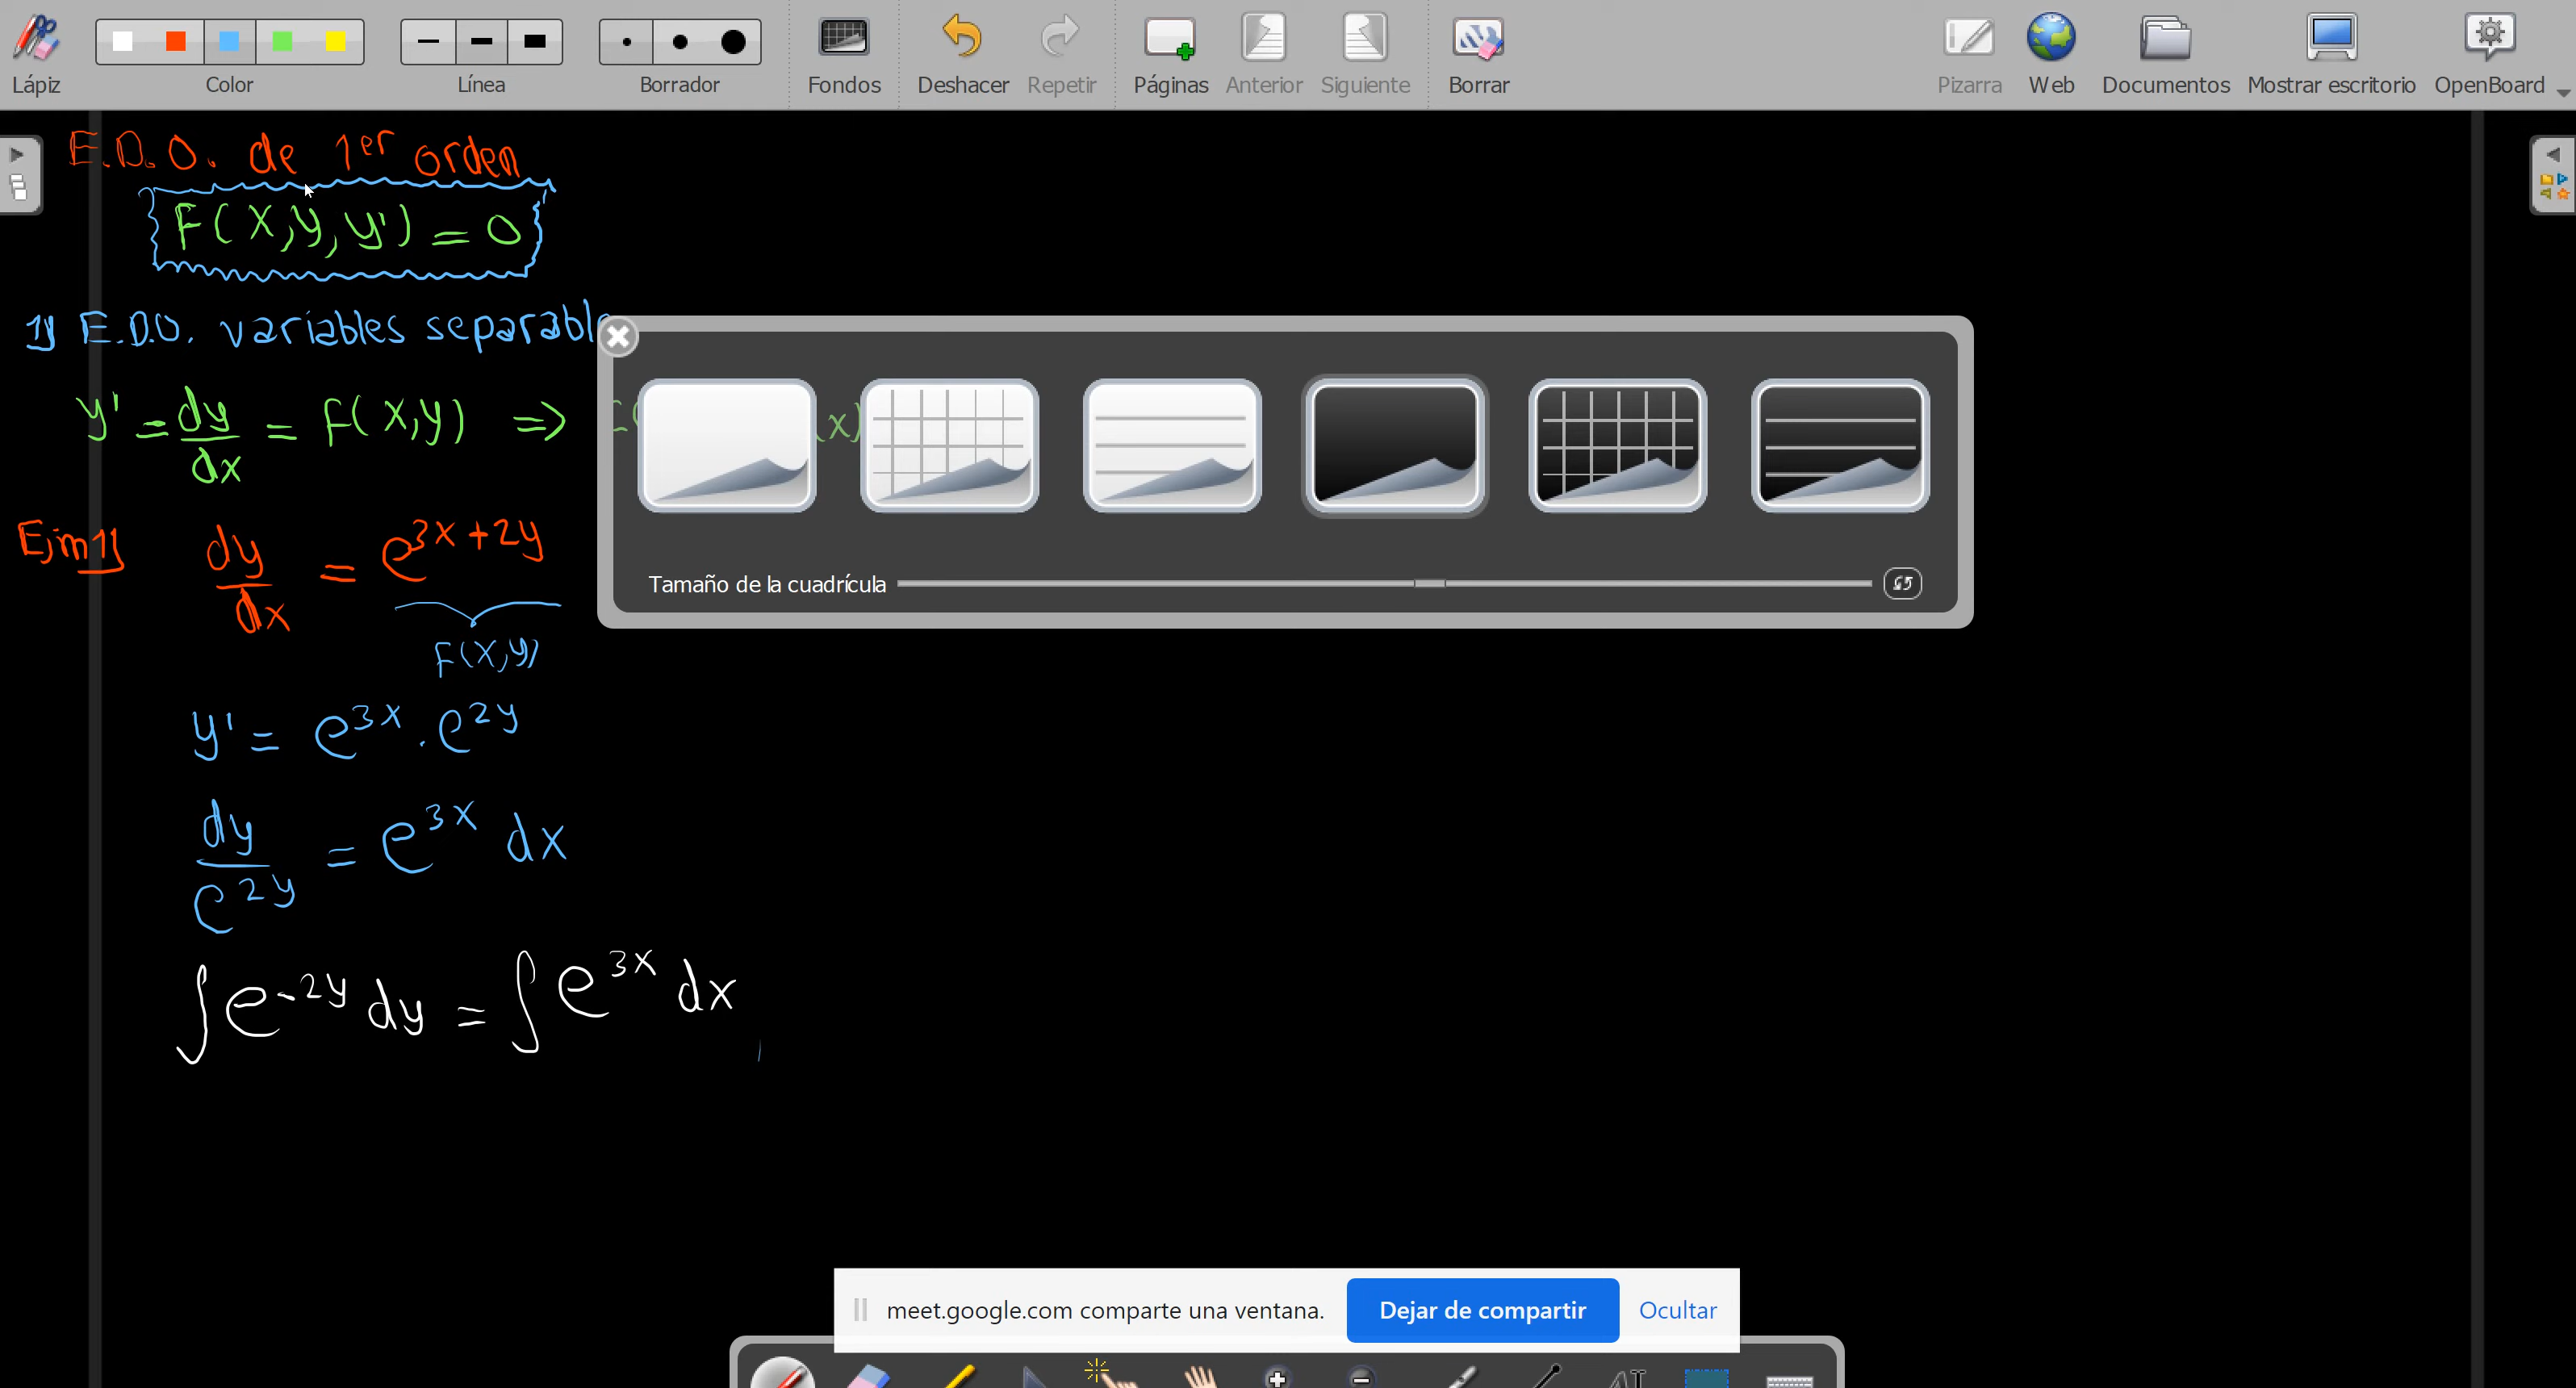 Lápiz Color Línea Borrador Fondos Deshacer Repetir Páginas Anterior Siguiente Borrar Pizarra Web Documentos Mostrar escritorio OpenBoard
E.D.O. de 1er orden
F(x,y,y') = 0
1) E.D.O. variables separable
y' = dy/dx = F(x,y) ⇒ (x)
Tamaño de la cuadrícula
Ejm1) dy/dx = e^{3x+2y}
F(x,y)
y' = e^{3x} . e^{2y}
dy/e^{2y} = e^{3x} dx
∫e^{-2y} dy = ∫e^{3x} dx
meet.google.com comparte una ventana. Dejar de compartir Ocultar